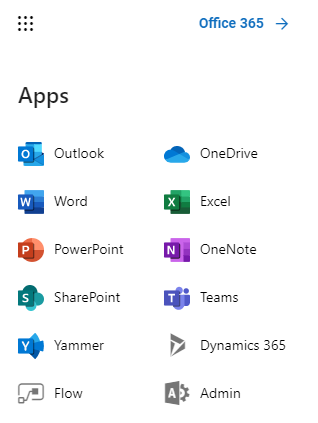 Office 365
Apps
Outlook OneDrive
Word Excel
PowerPoint OneNote
SharePoint Teams
Yammer Dynamics 365
Flow Admin